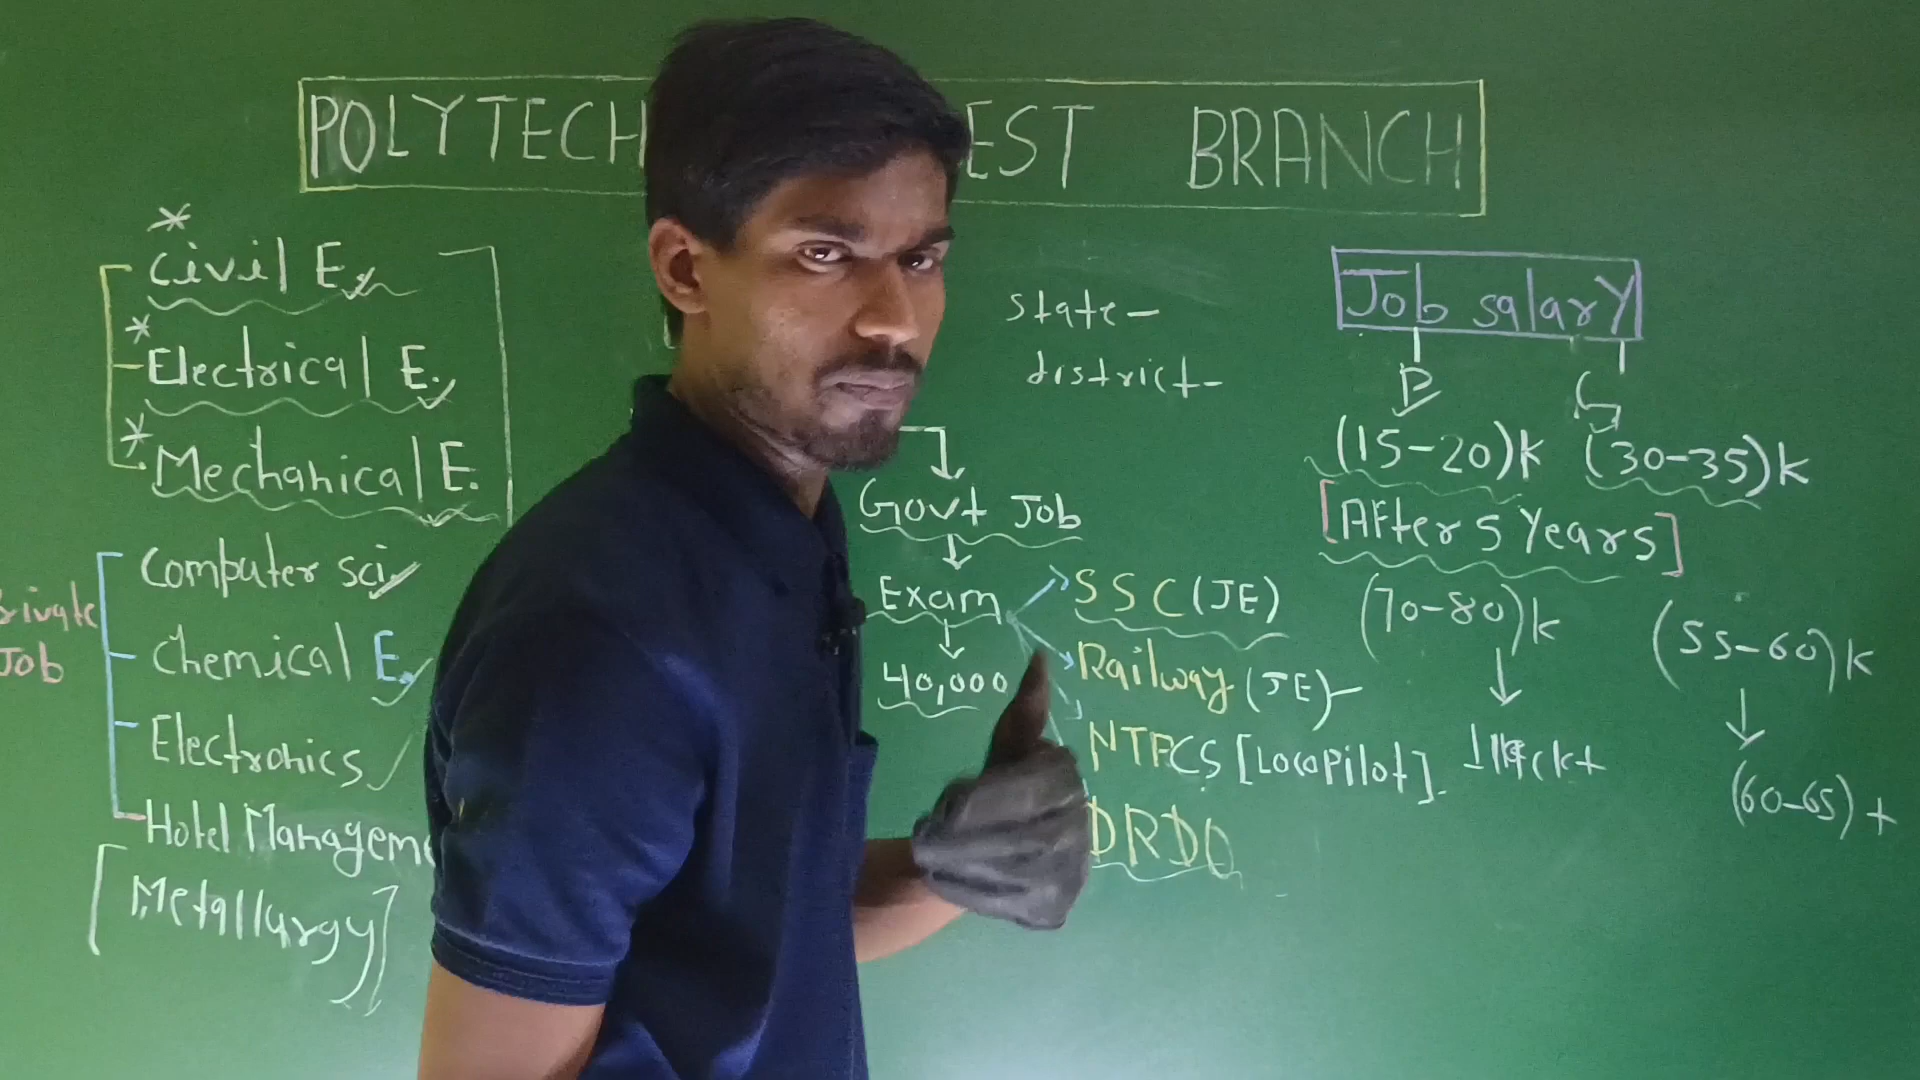 POLYTECH EST BRANCH
Civil E.
Electrical E.
Mechanical E.
Computer sci
Chemical E.
Electronics
Hotel Managem
[Metallurgy]
Job
state-
district-
Govt Job
Exam
40,000
SSC(JE)
Railway (JE)
NTPCS [LocoPilot]
DRDO
Job salary
P G
(15-20)k (30-35)k
[After 5 Years]
(70-80)k (55-60)k
(60-65)+